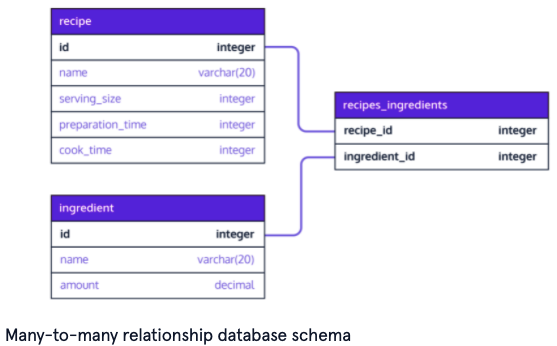 recipe
id integer
name varchar(20)
serving_size integer
preparation_time integer
cook_time integer
recipes_ingredients
recipe_id integer
ingredient_id integer
ingredient
id integer
name varchar(20)
amount decimal
Many-to-many relationship database schema